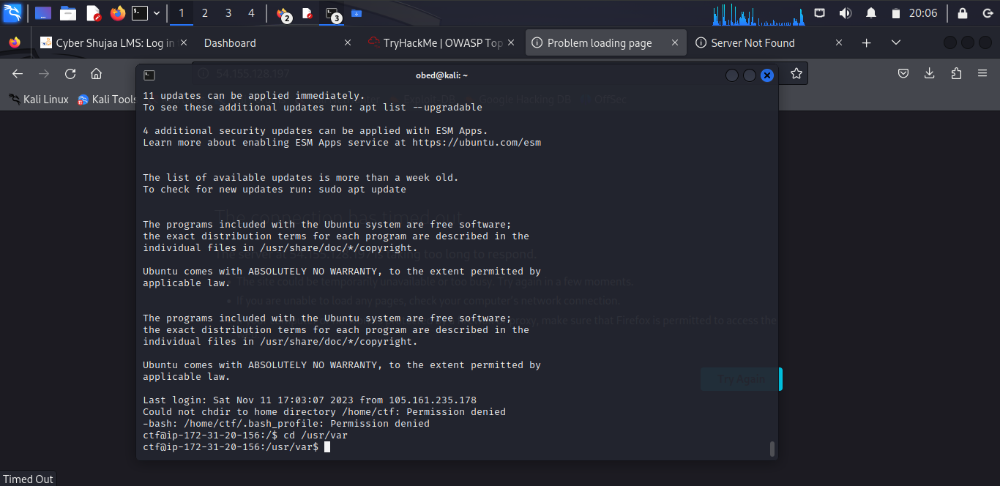 1 2 3 4 2 3 20:06
Cyber Shujaa LMS: Log in Dashboard TryHackMe | OWASP Top Problem loading page Server Not Found
54.155.128.197
obed@kali: ~
Kali Linux Kali Tools Exploit-DB Google Hacking DB OffSec
11 updates can be applied immediately.
To see these additional updates run: apt list --upgradable
4 additional security updates can be applied with ESM Apps.
Learn more about enabling ESM Apps service at https://ubuntu.com/esm
The list of available updates is more than a week old.
To check for new updates run: sudo apt update
The connection has timed out
The programs included with the Ubuntu system are free software;
the exact distribution terms for each program are described in the
individual files in /usr/share/doc/*/copyright.
The server at 54.155.128.197 is taking too long to respond.
Ubuntu comes with ABSOLUTELY NO WARRANTY, to the extent permitted by
applicable law.
The site could be temporarily unavailable or too busy. Try again in a few moments.
If you are unable to load any pages, check your computer's network connection.
The programs included with the Ubuntu system are free software;
proxy, make sure that Firefox is permitted to access the
the exact distribution terms for each program are described in the
individual files in /usr/share/doc/*/copyright.
Ubuntu comes with ABSOLUTELY NO WARRANTY, to the extent permitted by
applicable law.
Try Again
Last login: Sat Nov 11 17:03:07 2023 from 105.161.235.178
Could not chdir to home directory /home/ctf: Permission denied
-bash: /home/ctf/.bash_profile: Permission denied
ctf@ip-172-31-20-156:/$ cd /usr/var
ctf@ip-172-31-20-156:/usr/var$
Timed Out